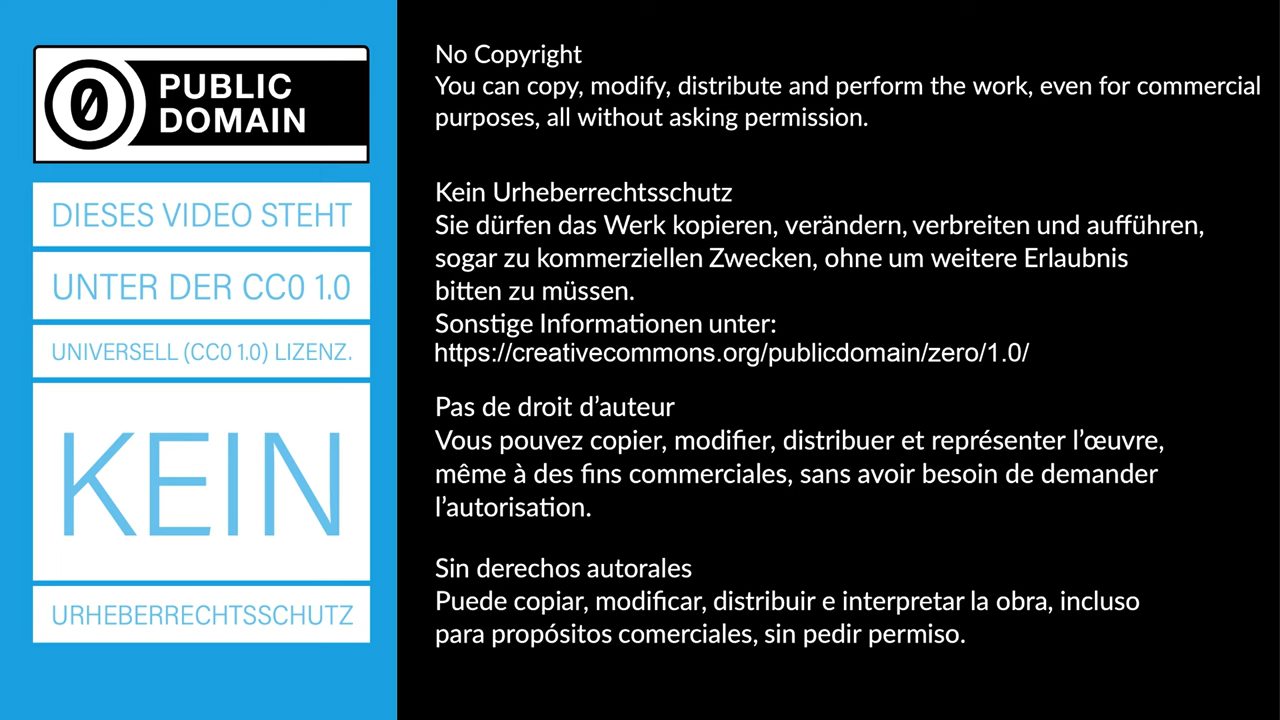 0 PUBLIC
DOMAIN
DIESES VIDEO STEHT
UNTER DER CC0 1.0
UNIVERSELL (CC0 1.0) LIZENZ.
KEIN
URHEBERRECHTSSCHUTZ
No Copyright
You can copy, modify, distribute and perform the work, even for commercial
purposes, all without asking permission.
Kein Urheberrechtsschutz
Sie dürfen das Werk kopieren, verändern, verbreiten und aufführen,
sogar zu kommerziellen Zwecken, ohne um weitere Erlaubnis
bitten zu müssen.
Sonstige Informationen unter:
https://creativecommons.org/publicdomain/zero/1.0/
Pas de droit d’auteur
Vous pouvez copier, modifier, distribuer et représenter l’œuvre,
même à des fins commerciales, sans avoir besoin de demander
l’autorisation.
Sin derechos autorales
Puede copiar, modificar, distribuir e interpretar la obra, incluso
para propósitos comerciales, sin pedir permiso.